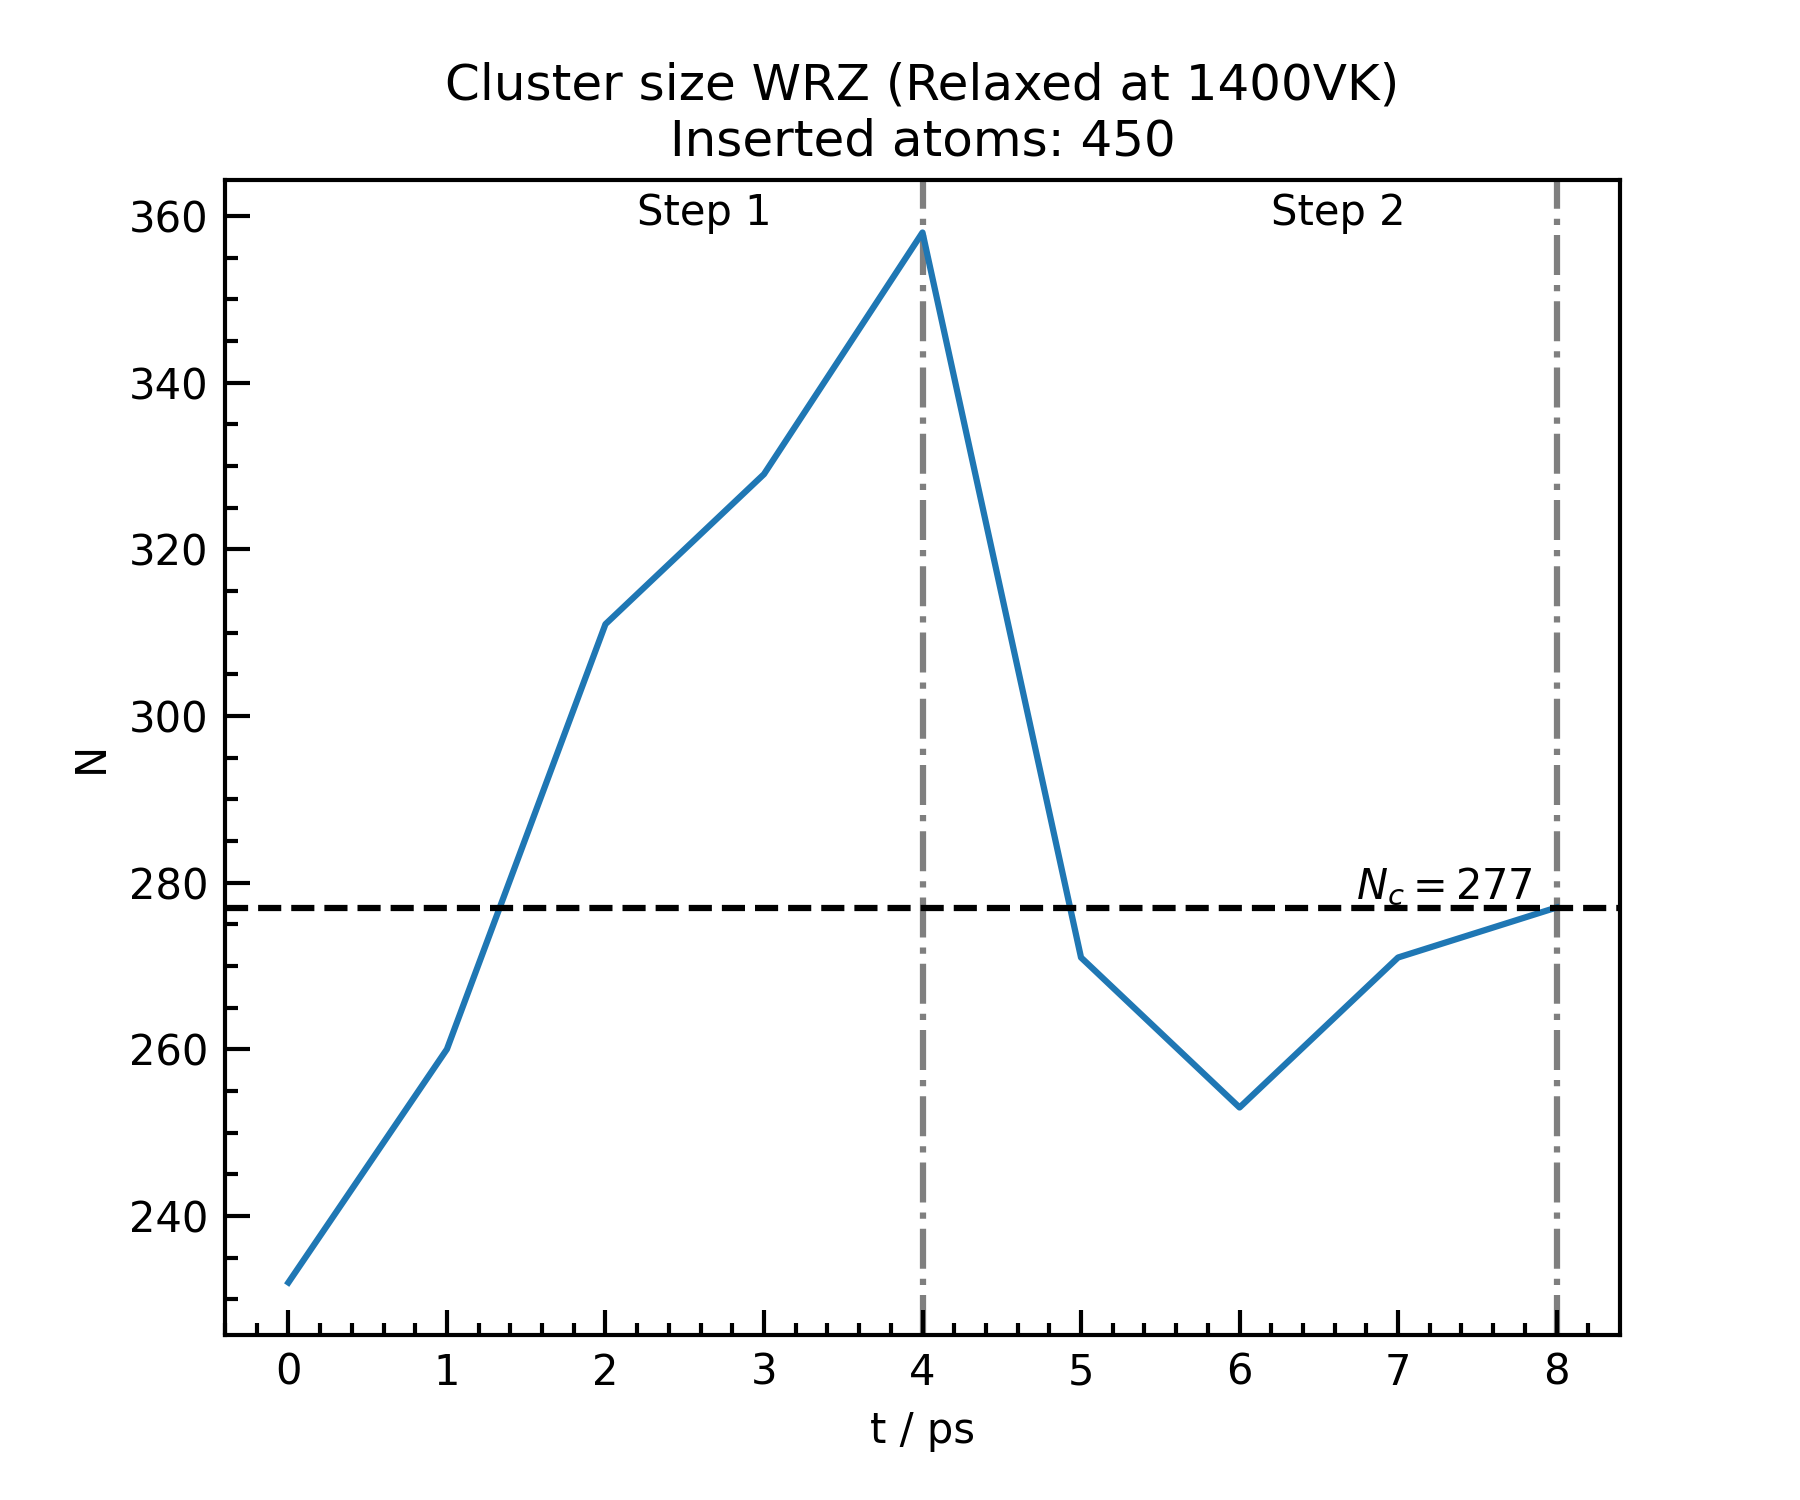 Cluster size WRZ (Relaxed at 1400VK)
Inserted atoms: 450
Step 1
Step 2
360
340
320
300
280
260
240
N
N_c = 277
0 1 2 3 4 5 6 7 8
t / ps